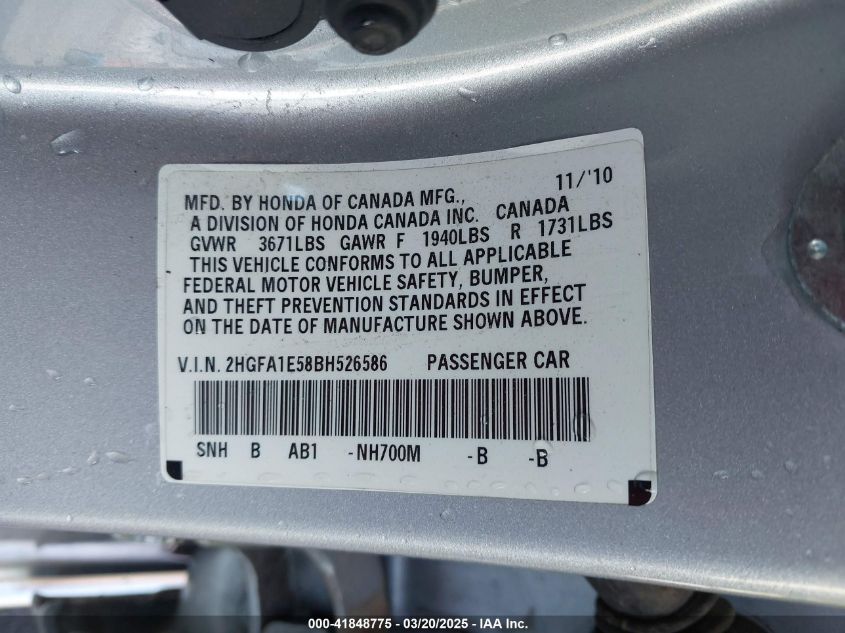 MFD. BY HONDA OF CANADA MFG., 11/'10
A DIVISION OF HONDA CANADA INC. CANADA
GVWR 3671LBS GAWR F 1940LBS R 1731LBS
THIS VEHICLE CONFORMS TO ALL APPLICABLE
FEDERAL MOTOR VEHICLE SAFETY, BUMPER,
AND THEFT PREVENTION STANDARDS IN EFFECT
ON THE DATE OF MANUFACTURE SHOWN ABOVE.
V.I.N. 2HGFA1E58BH526586 PASSENGER CAR
SNH B AB1 -NH700M -B -B
000-41848775 - 03/20/2025 - IAA Inc.